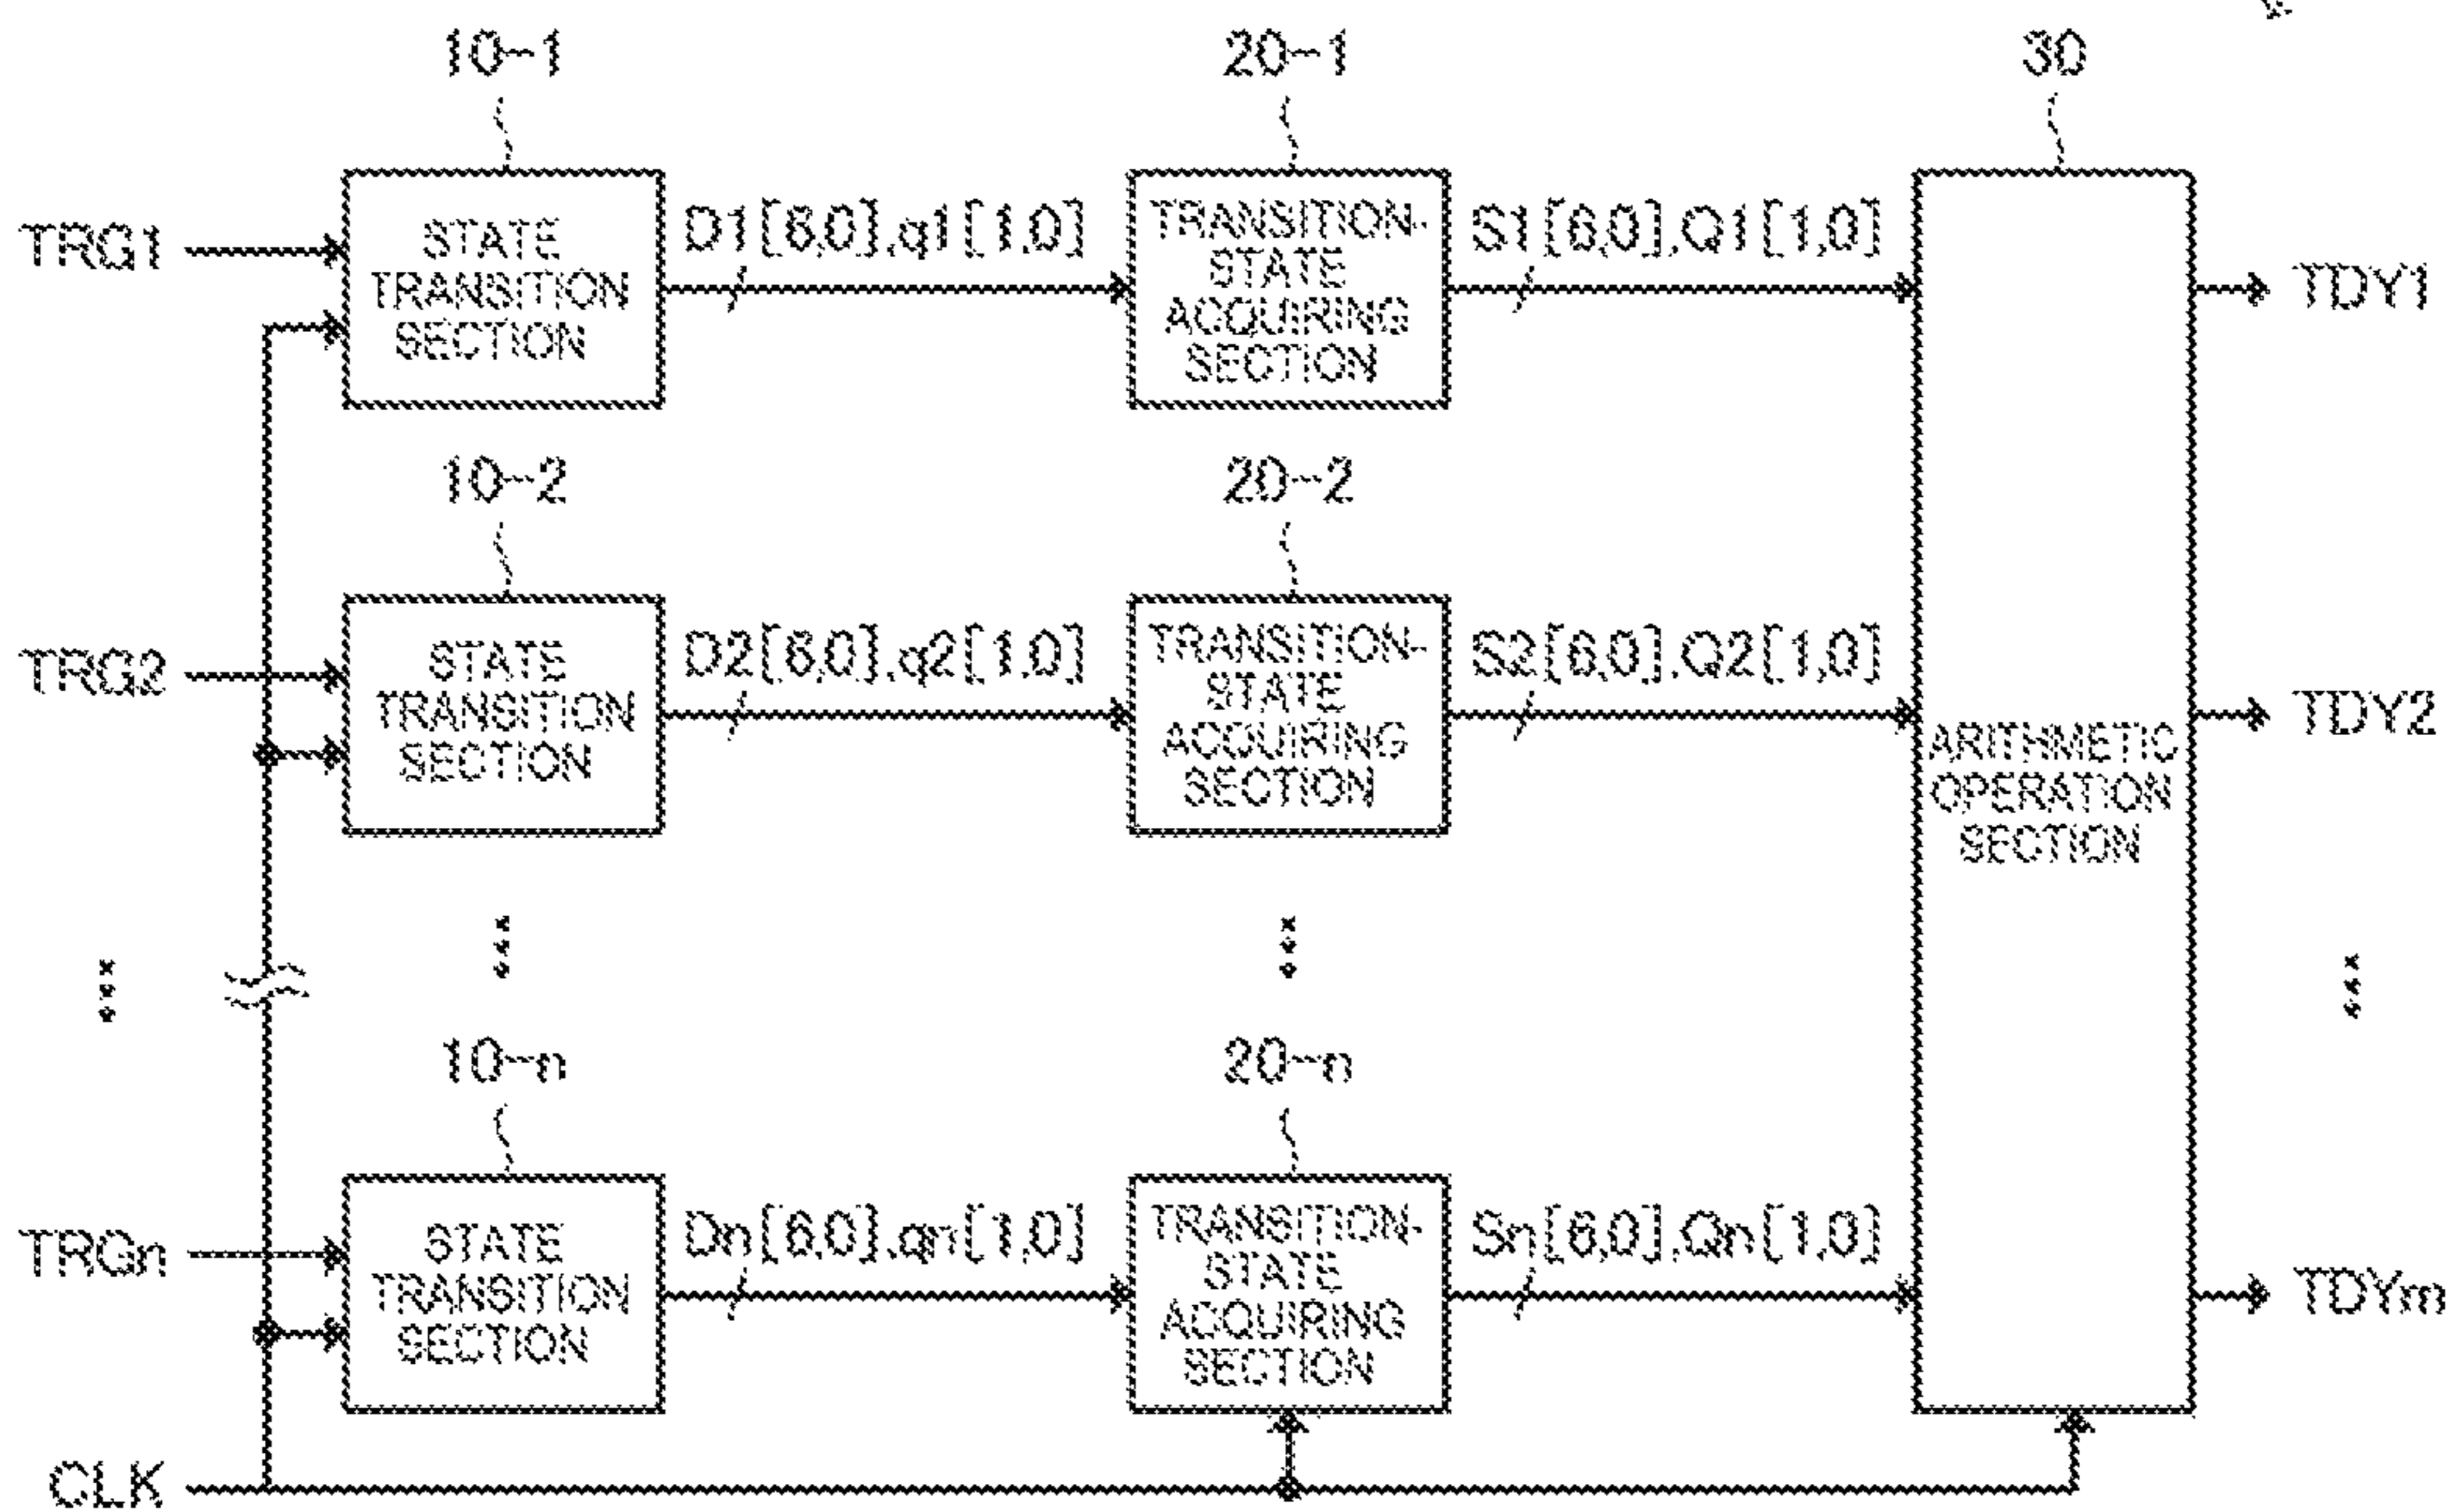 10-1
20-1
30
TRG1
STATE
TRANSITION
SECTION
D1[6,0],q1[1,0]
TRANSITION-
STATE
ACQUIRING
SECTION
S1[6,0],Q1[1,0]
TDY1
10-2
20-2
TRG2
STATE
TRANSITION
SECTION
D2[6,0],q2[1,0]
TRANSITION-
STATE
ACQUIRING
SECTION
S2[6,0],Q2[1,0]
ARITHMETIC
OPERATION
SECTION
TDY2
10-n
20-n
TRGn
STATE
TRANSITION
SECTION
Dn[6,0],qn[1,0]
TRANSITION-
STATE
ACQUIRING
SECTION
Sn[6,0],Qn[1,0]
TDYm
CLK